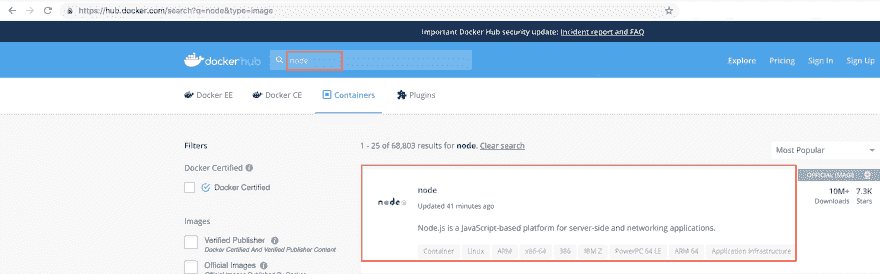 https://hub.docker.com/search?q=node&type=image
Important Docker Hub security update: Incident report and FAQ
docker hub
node
Explore Pricing Sign In Sign Up
Docker EE Docker CE Containers Plugins
Filters
1 - 25 of 68,803 results for node. Clear search
Most Popular
Docker Certified
Docker Certified
Images
Verified Publisher
Docker Certified And Verified Publisher Content
Official Images
node
node
Updated 41 minutes ago
Node.js is a JavaScript-based platform for server-side and networking applications.
Container Linux ARM x86-64 386 IBM Z PowerPC 64 LE ARM 64 Application Infrastructure
OFFICIAL IMAGE
10M+ 7.3K
Downloads Stars